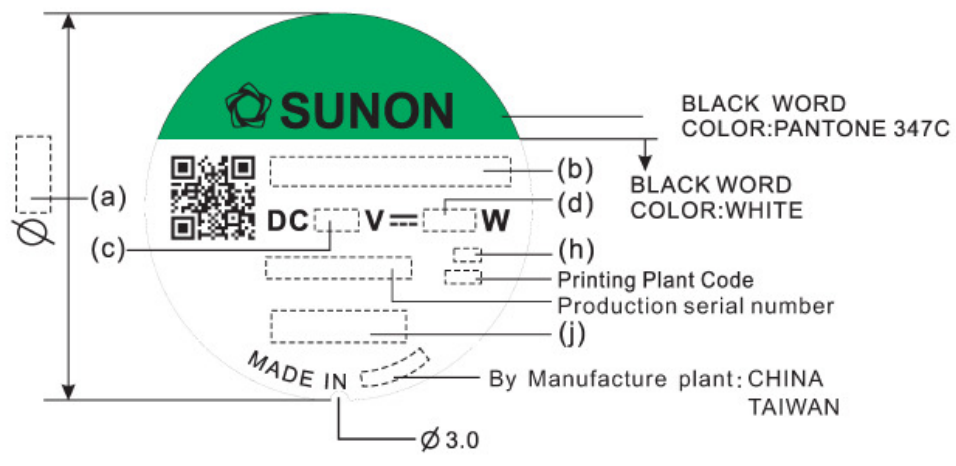 SUNON
BLACK WORD
COLOR:PANTONE 347C
(a)
(b)
BLACK WORD
COLOR:WHITE
DC V W
(d)
(c)
(h)
Printing Plant Code
Production serial number
(j)
MADE IN
By Manufacture plant: CHINA
TAIWAN
Ø
Ø 3.0